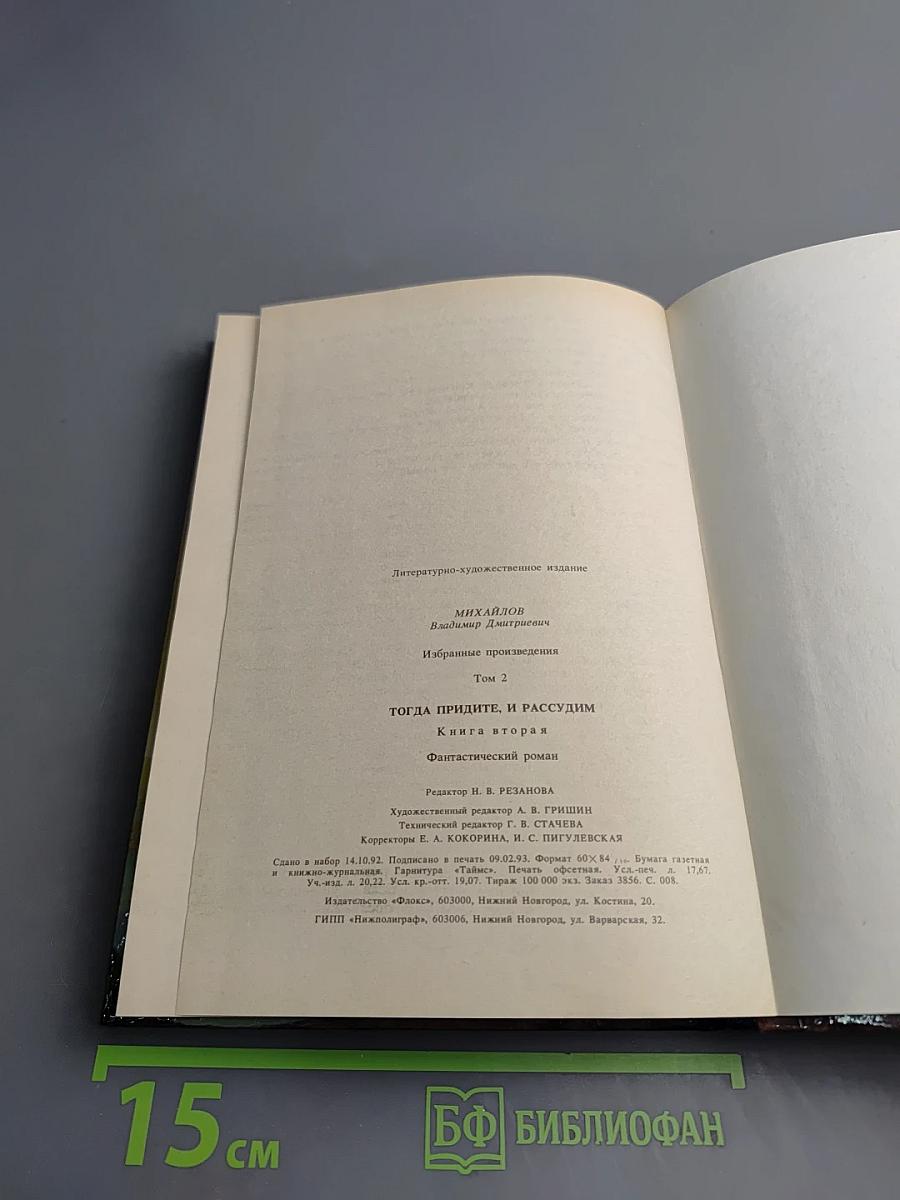 Литературно-художественное издание
МИХАЙЛОВ
Владимир Дмитриевич
Избранные произведения
Том 2
ТОГДА ПРИДИТЕ, И РАССУДИМ
Книга вторая
Фантастический роман
Редактор Н. В. РЕЗАНОВА
Художественный редактор А. В. ГРИШИН
Технический редактор Г. В. СТАЧЕВА
Корректоры Е. А. КОКОРИНА, И. С. ПИГУЛЕВСКАЯ
Сдано в набор 14.10.92. Подписано в печать 09.02.93. Формат 60×84 1/16. Бумага газетная
и книжно-журнальная. Гарнитура «Таймс». Печать офсетная. Усл.-печ. л. 17,67.
Уч.-изд. л. 20,22. Усл. кр.-отт. 19,07. Тираж 100 000 экз. Заказ 3856. С. 008.
Издательство «Флокс», 603000, Нижний Новгород, ул. Костина, 20.
ГИПП «Нижполиграф», 603006, Нижний Новгород, ул. Варварская, 32.
15 см
БФ БИБЛИОФАН